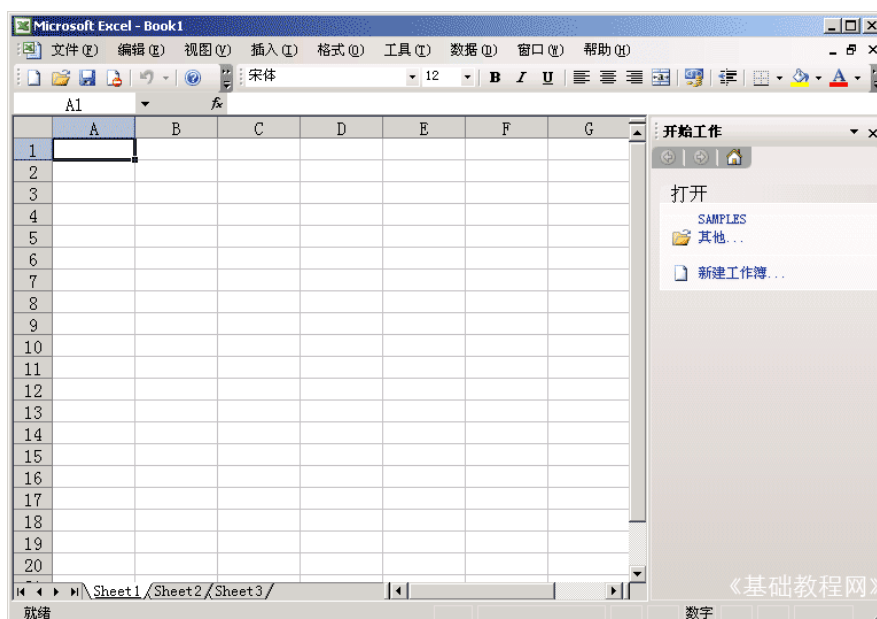 Microsoft Excel - Book1
文件(F) 编辑(E) 视图(V) 插入(I) 格式(O) 工具(T) 数据(D) 窗口(W) 帮助(H)
宋体 12 B I U A
A1 fx
A B C D E F G
1
2
3
4
5
6
7
8
9
10
11
12
13
14
15
16
17
18
19
20
开始工作
打开
SAMPLES
其他...
新建工作簿...
《基础教程网》
Sheet1 Sheet2 Sheet3
就绪 数字